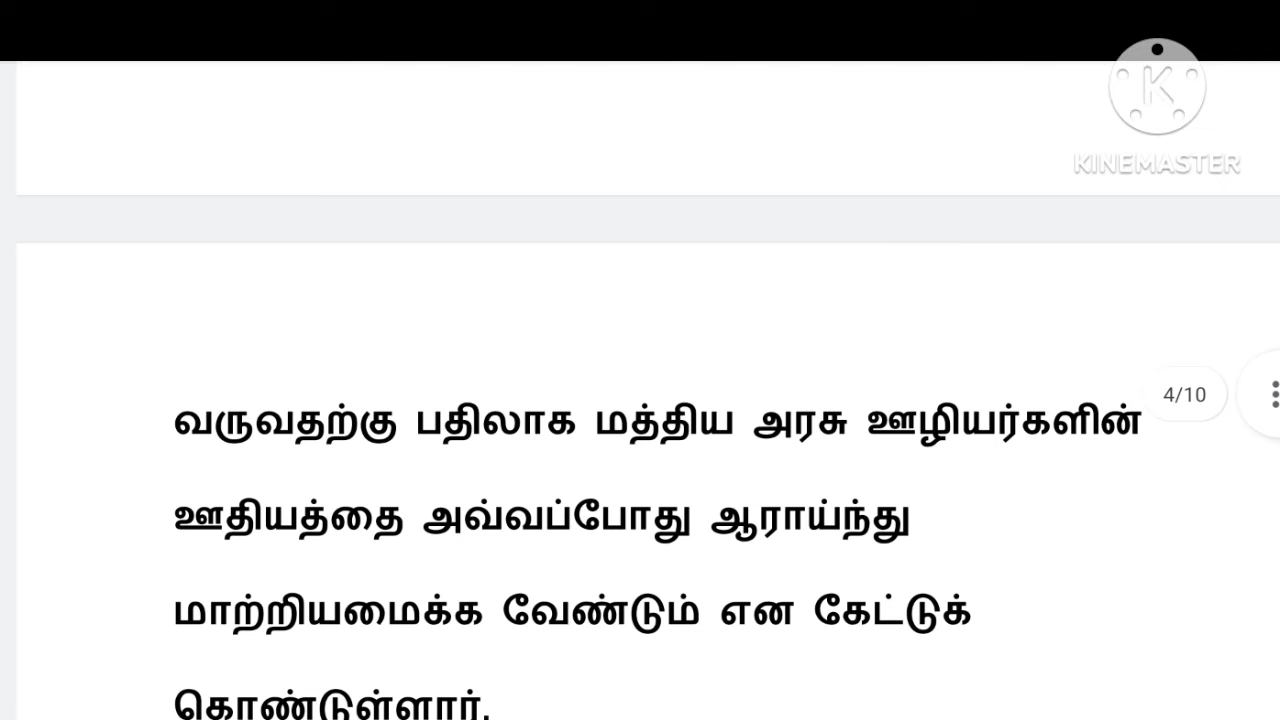 K
KINEMASTER
வருவதற்கு பதிலாக மத்திய அரசு ஊழியர்களின்
4/10
ஊதியத்தை அவ்வப்போது ஆராய்ந்து
மாற்றியமைக்க வேண்டும் என கேட்டுக்
கொண்டுள்ளார்.